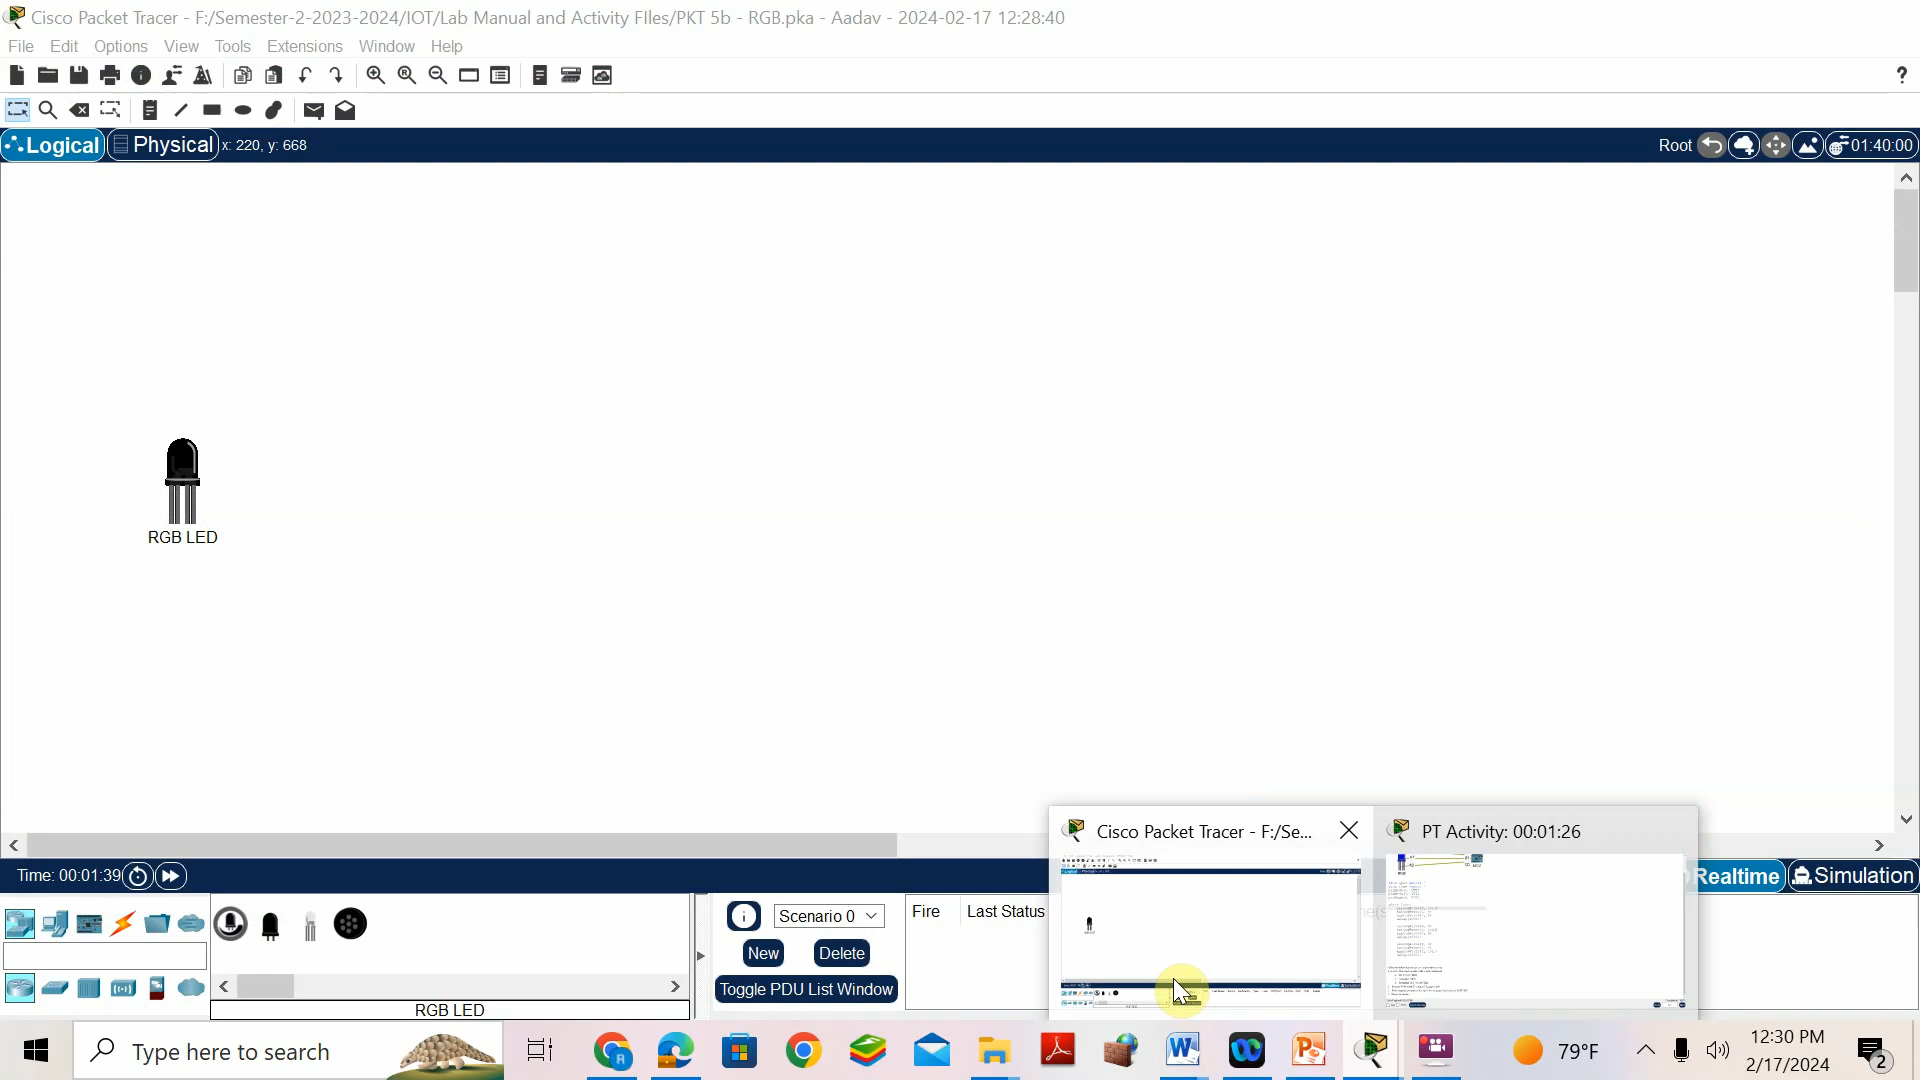 Cisco Packet Tracer - F:/Semester-2-2023-2024/IOT/Lab Manual and Activity FIles/PKT 5b - RGB.pka - Aadav - 2024-02-17 12:28:40
File Edit Options View Tools Extensions Window Help
?
Logical Physical x: 220, y: 668 Root 01:40:00
RGB LED
Cisco Packet Tracer - F:/Se... PT Activity: 00:01:26
Time: 00:01:39 Realtime Simulation
Scenario 0 Fire Last Status
New Delete
Toggle PDU List Window
RGB LED
Type here to search 79°F 12:30 PM
2/17/2024 2